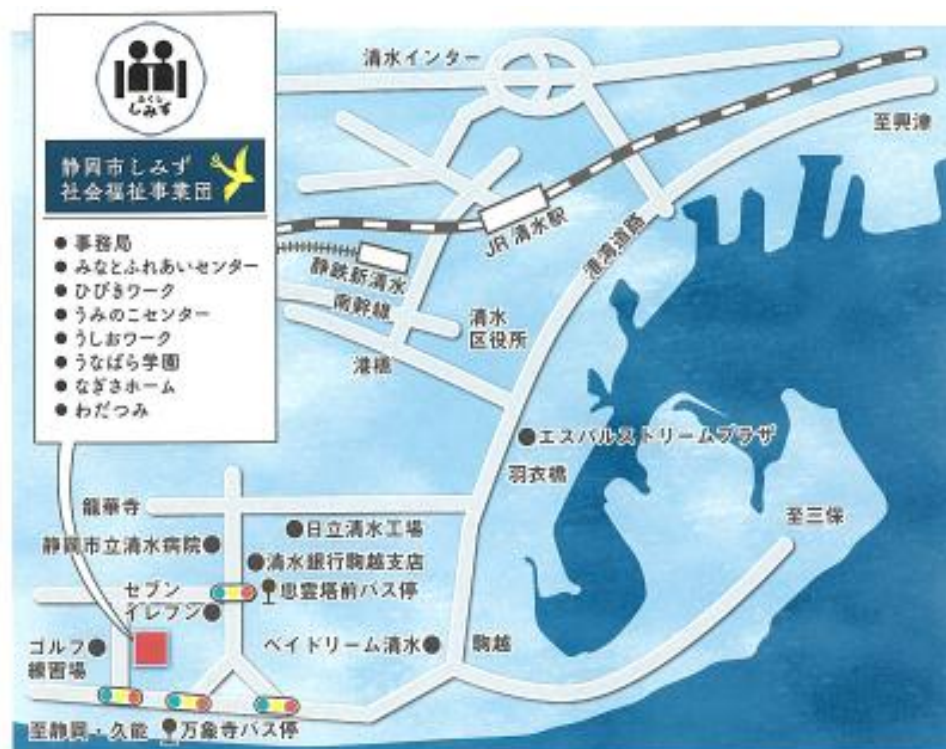 ふくし
しみず
静岡市しみず
社会福祉事業団
● 事務局
● みなとふれあいセンター
● ひびきワーク
● うみのこセンター
● うしおワーク
● うなばら学園
● なぎさホーム
● わだつみ
清水インター
至興津
JR清水駅
港湾道路
静鉄新清水
南幹線
清水
区役所
港橋
●エスパルスドリームプラザ
羽衣橋
龍華寺
●日立清水工場
至三保
静岡市立清水病院●
●清水銀行駒越支店
セブン
イレブン●
忠霊塔前バス停
ベイドリーム清水●
駒越
ゴルフ●
練習場
至静岡・久能
万象寺バス停